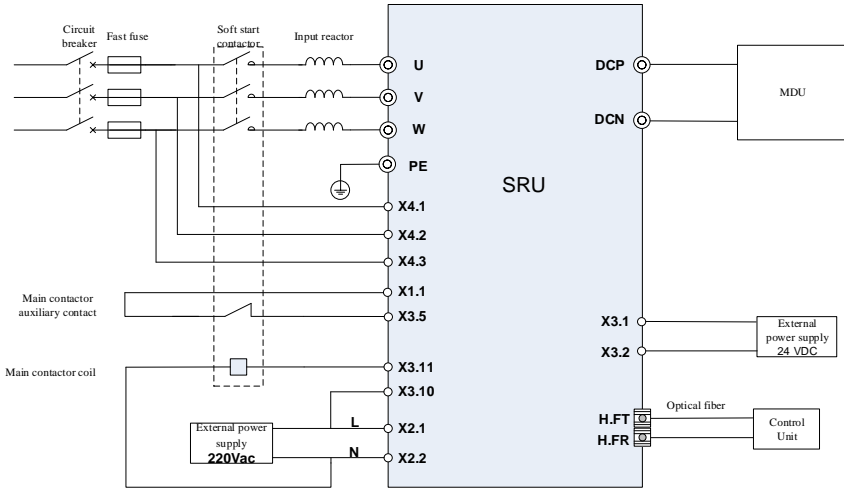 Circuit
breaker
Fast fuse
Soft start
contactor
Input reactor
U
V
W
PE
X4.1
X4.2
X4.3
X1.1
X3.5
X3.11
X3.10
X2.1
X2.2
SRU
DCP
DCN
MDU
Main contactor
auxiliary contact
Main contactor coil
External power
supply
220Vac
L
N
X3.1
X3.2
External
power supply
24 VDC
H.FT
H.FR
Optical fiber
Control
Unit